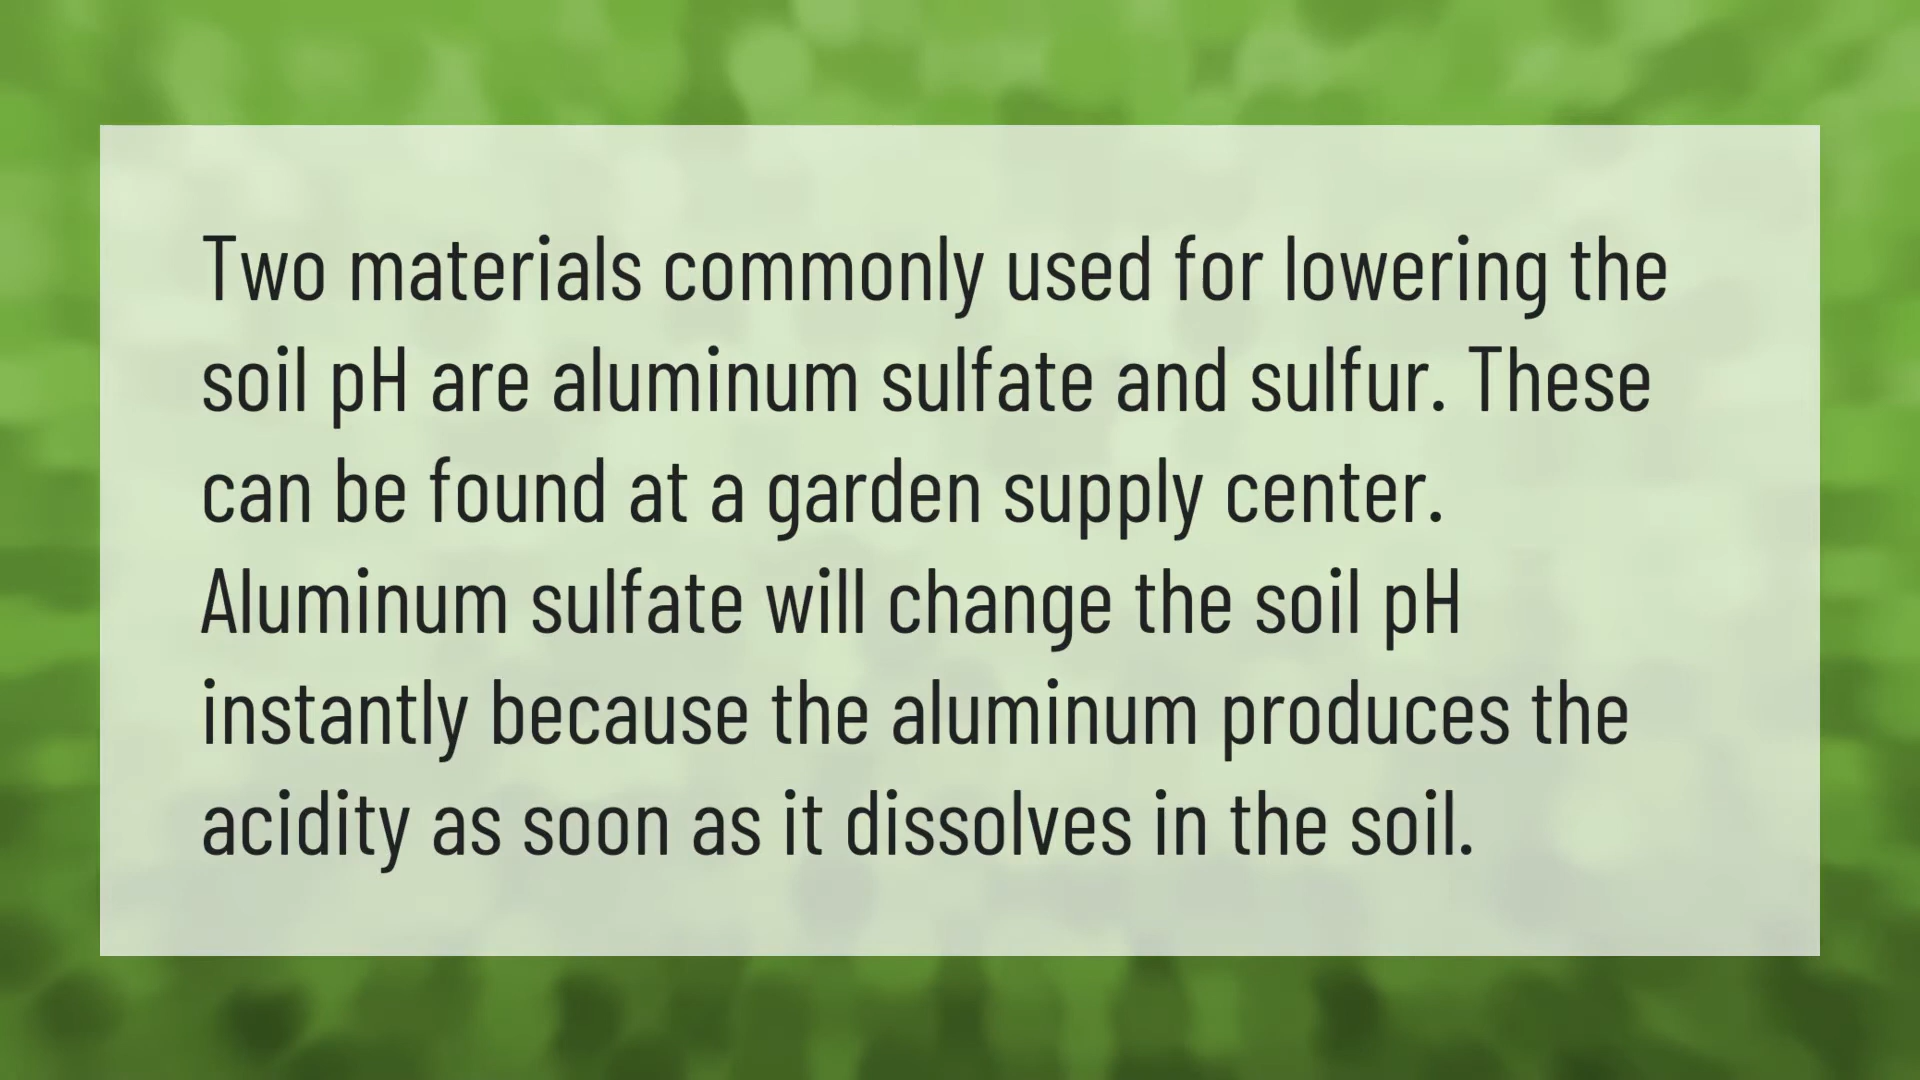 Two materials commonly used for lowering the
soil pH are aluminum sulfate and sulfur. These
can be found at a garden supply center.
Aluminum sulfate will change the soil pH
instantly because the aluminum produces the
acidity as soon as it dissolves in the soil.